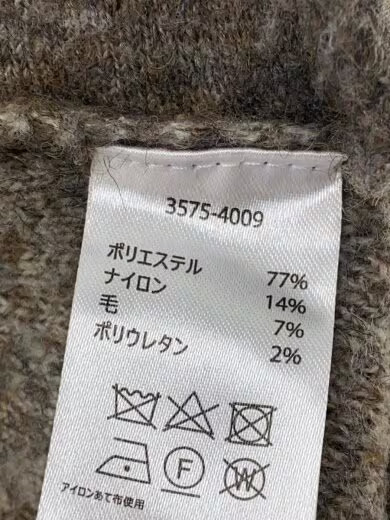 3575-4009
ポリエステル 77%
ナイロン 14%
毛 7%
ポリウレタン 2%
F W
アイロンあて布使用